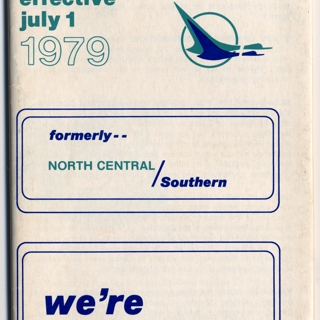 effective
july 1
1979
formerly--
NORTH CENTRAL/
Southern
we're